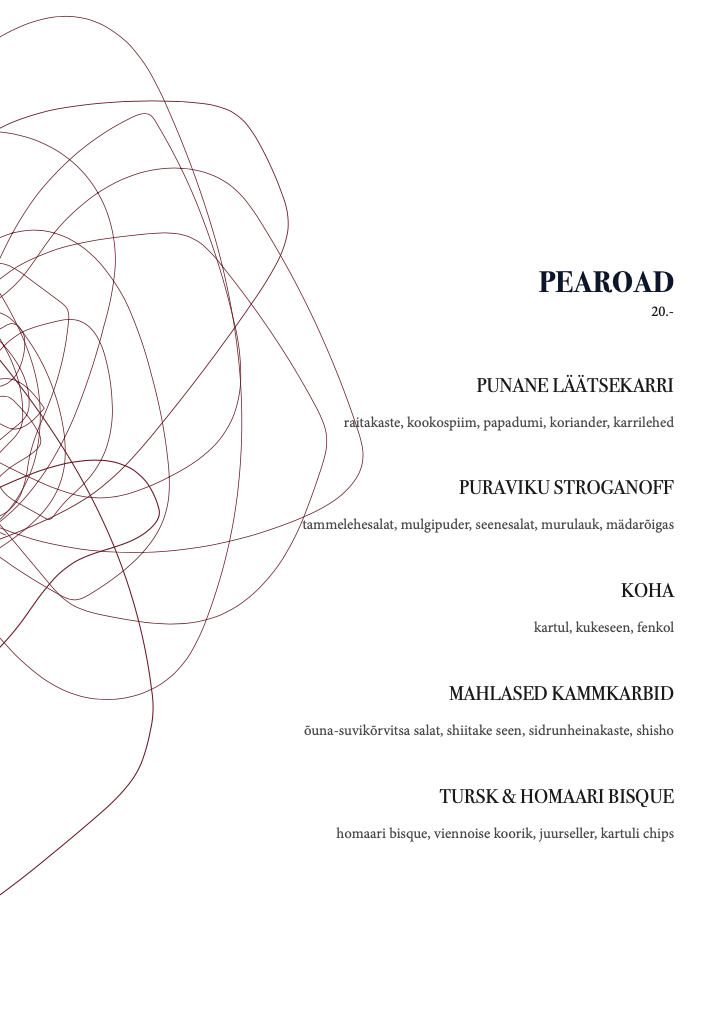 PEAROAD
20.-
PUNANE LÄÄTSEKARRI
raitakaste, kookospiim, papadumi, koriander, karrilehed
PURAVIKU STROGANOFF
tammelehesalat, mulgipuder, seenesalat, murulauk, mädarõigas
KOHA
kartul, kukeseen, fenkol
MAHLASED KAMMKARBID
õuna-suvikõrvitsa salat, shiitake seen, sidrunheinakaste, shisho
TURSK & HOMAARI BISQUE
homaari bisque, viennoise koorik, juurseller, kartuli chips